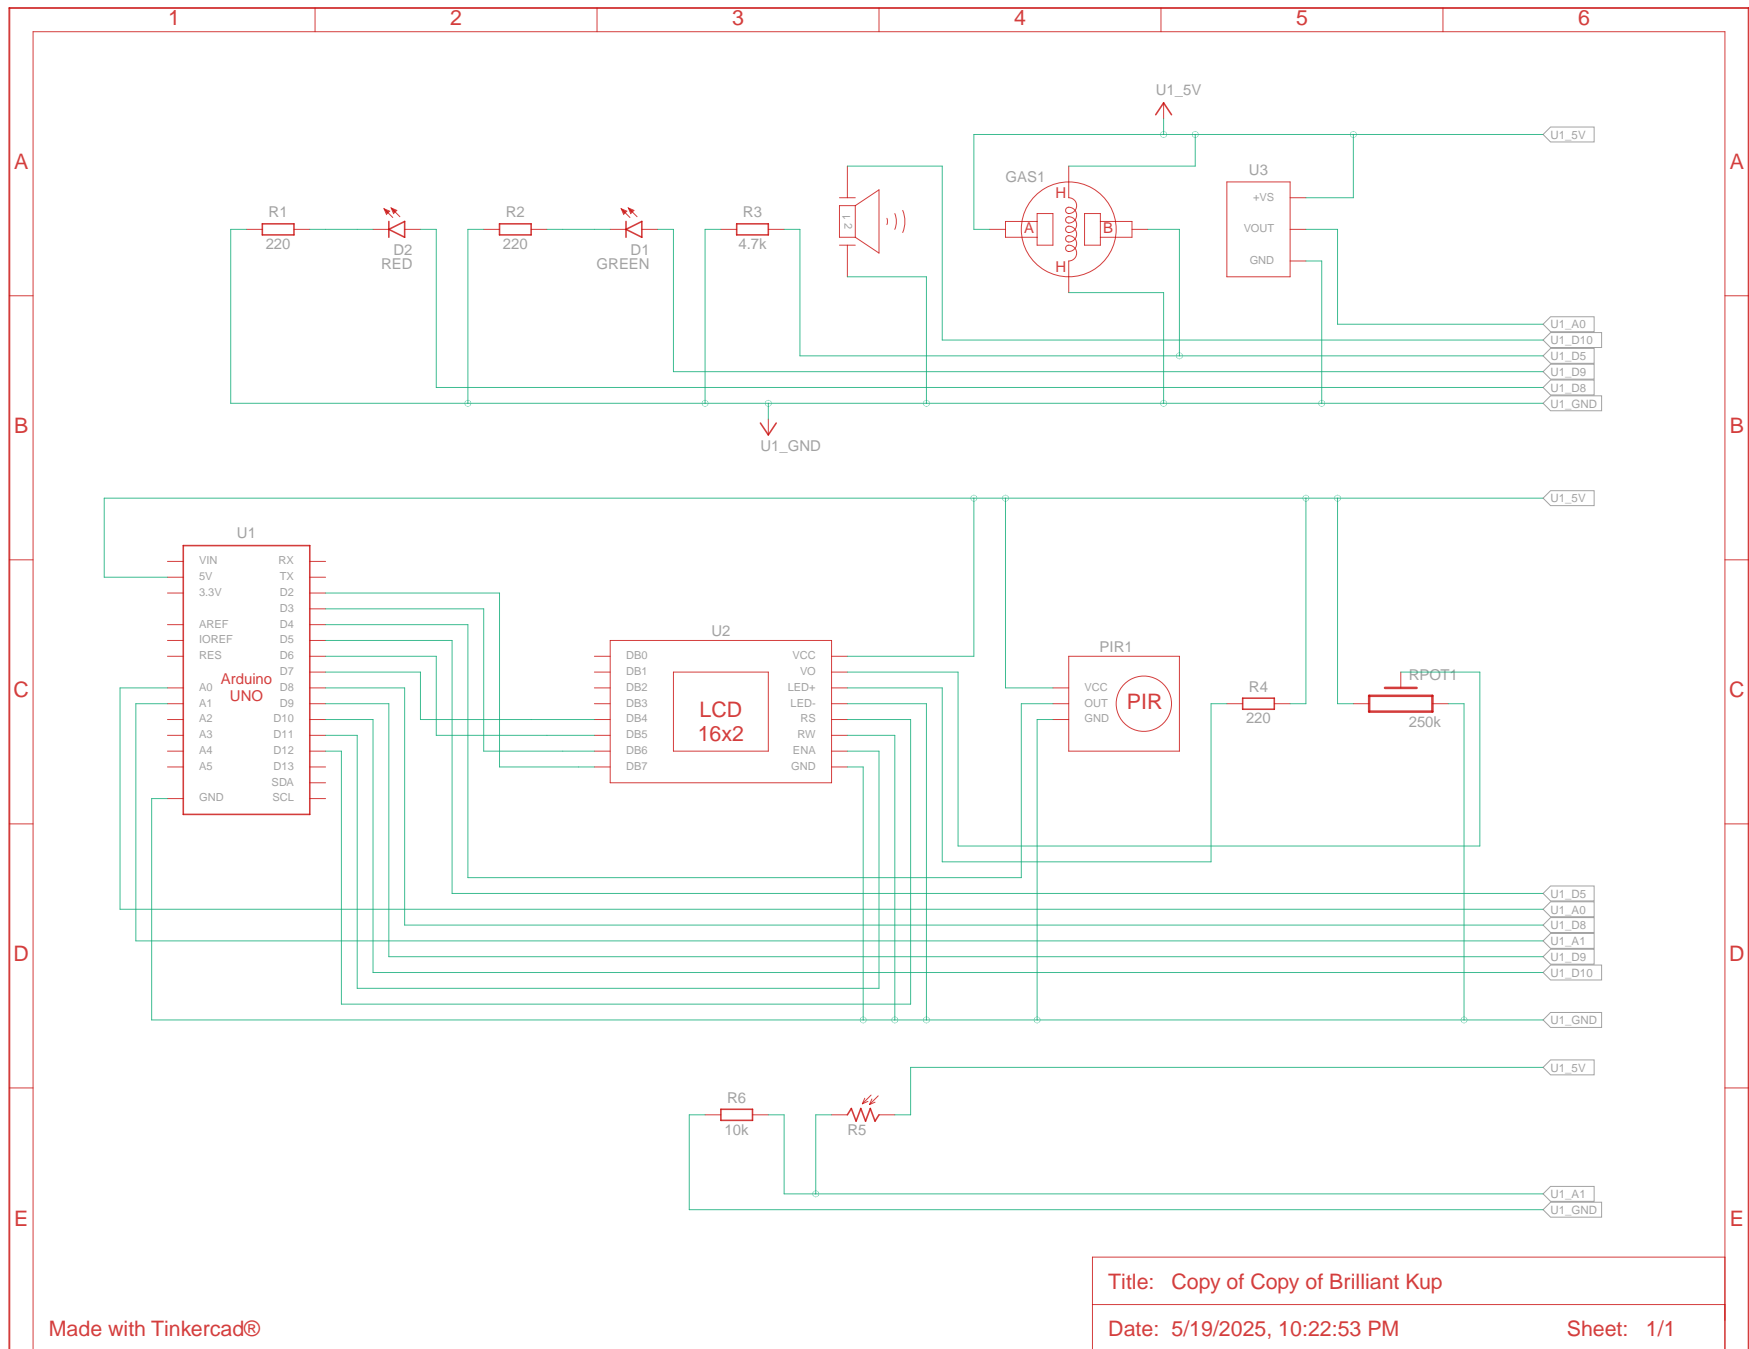 1 2 3 4 5 6
A A
B B
C C
D D
E E
U1_5V
U1_5V
GAS1
U3
H
+VS
R1
220
D2
RED
R2
220
D1
GREEN
R3
4.7k
1 2
A
B
VOUT
GND
H
U1_A0
U1_D10
U1_D5
U1_D9
U1_D8
U1_GND
U1_GND
U1_5V
U1
VIN RX
5V TX
3.3V D2
D3
AREF D4
IOREF D5
RES D6
D7
Arduino
UNO
A0 D8
A1 D9
A2 D10
A3 D11
A4 D12
A5 D13
SDA
GND SCL
U2
DB0 VCC
DB1 VO
DB2 LED+
DB3 LED-
DB4 RS
DB5 RW
DB6 ENA
DB7 GND
LCD
16x2
PIR1
VCC
OUT
GND
PIR
R4
220
RPOT1
250k
U1_D5
U1_A0
U1_D8
U1_A1
U1_D9
U1_D10
U1_GND
U1_5V
R6
10k
R5
U1_A1
U1_GND
Title: Copy of Copy of Brilliant Kup
Made with Tinkercad®
Date: 5/19/2025, 10:22:53 PM Sheet: 1/1